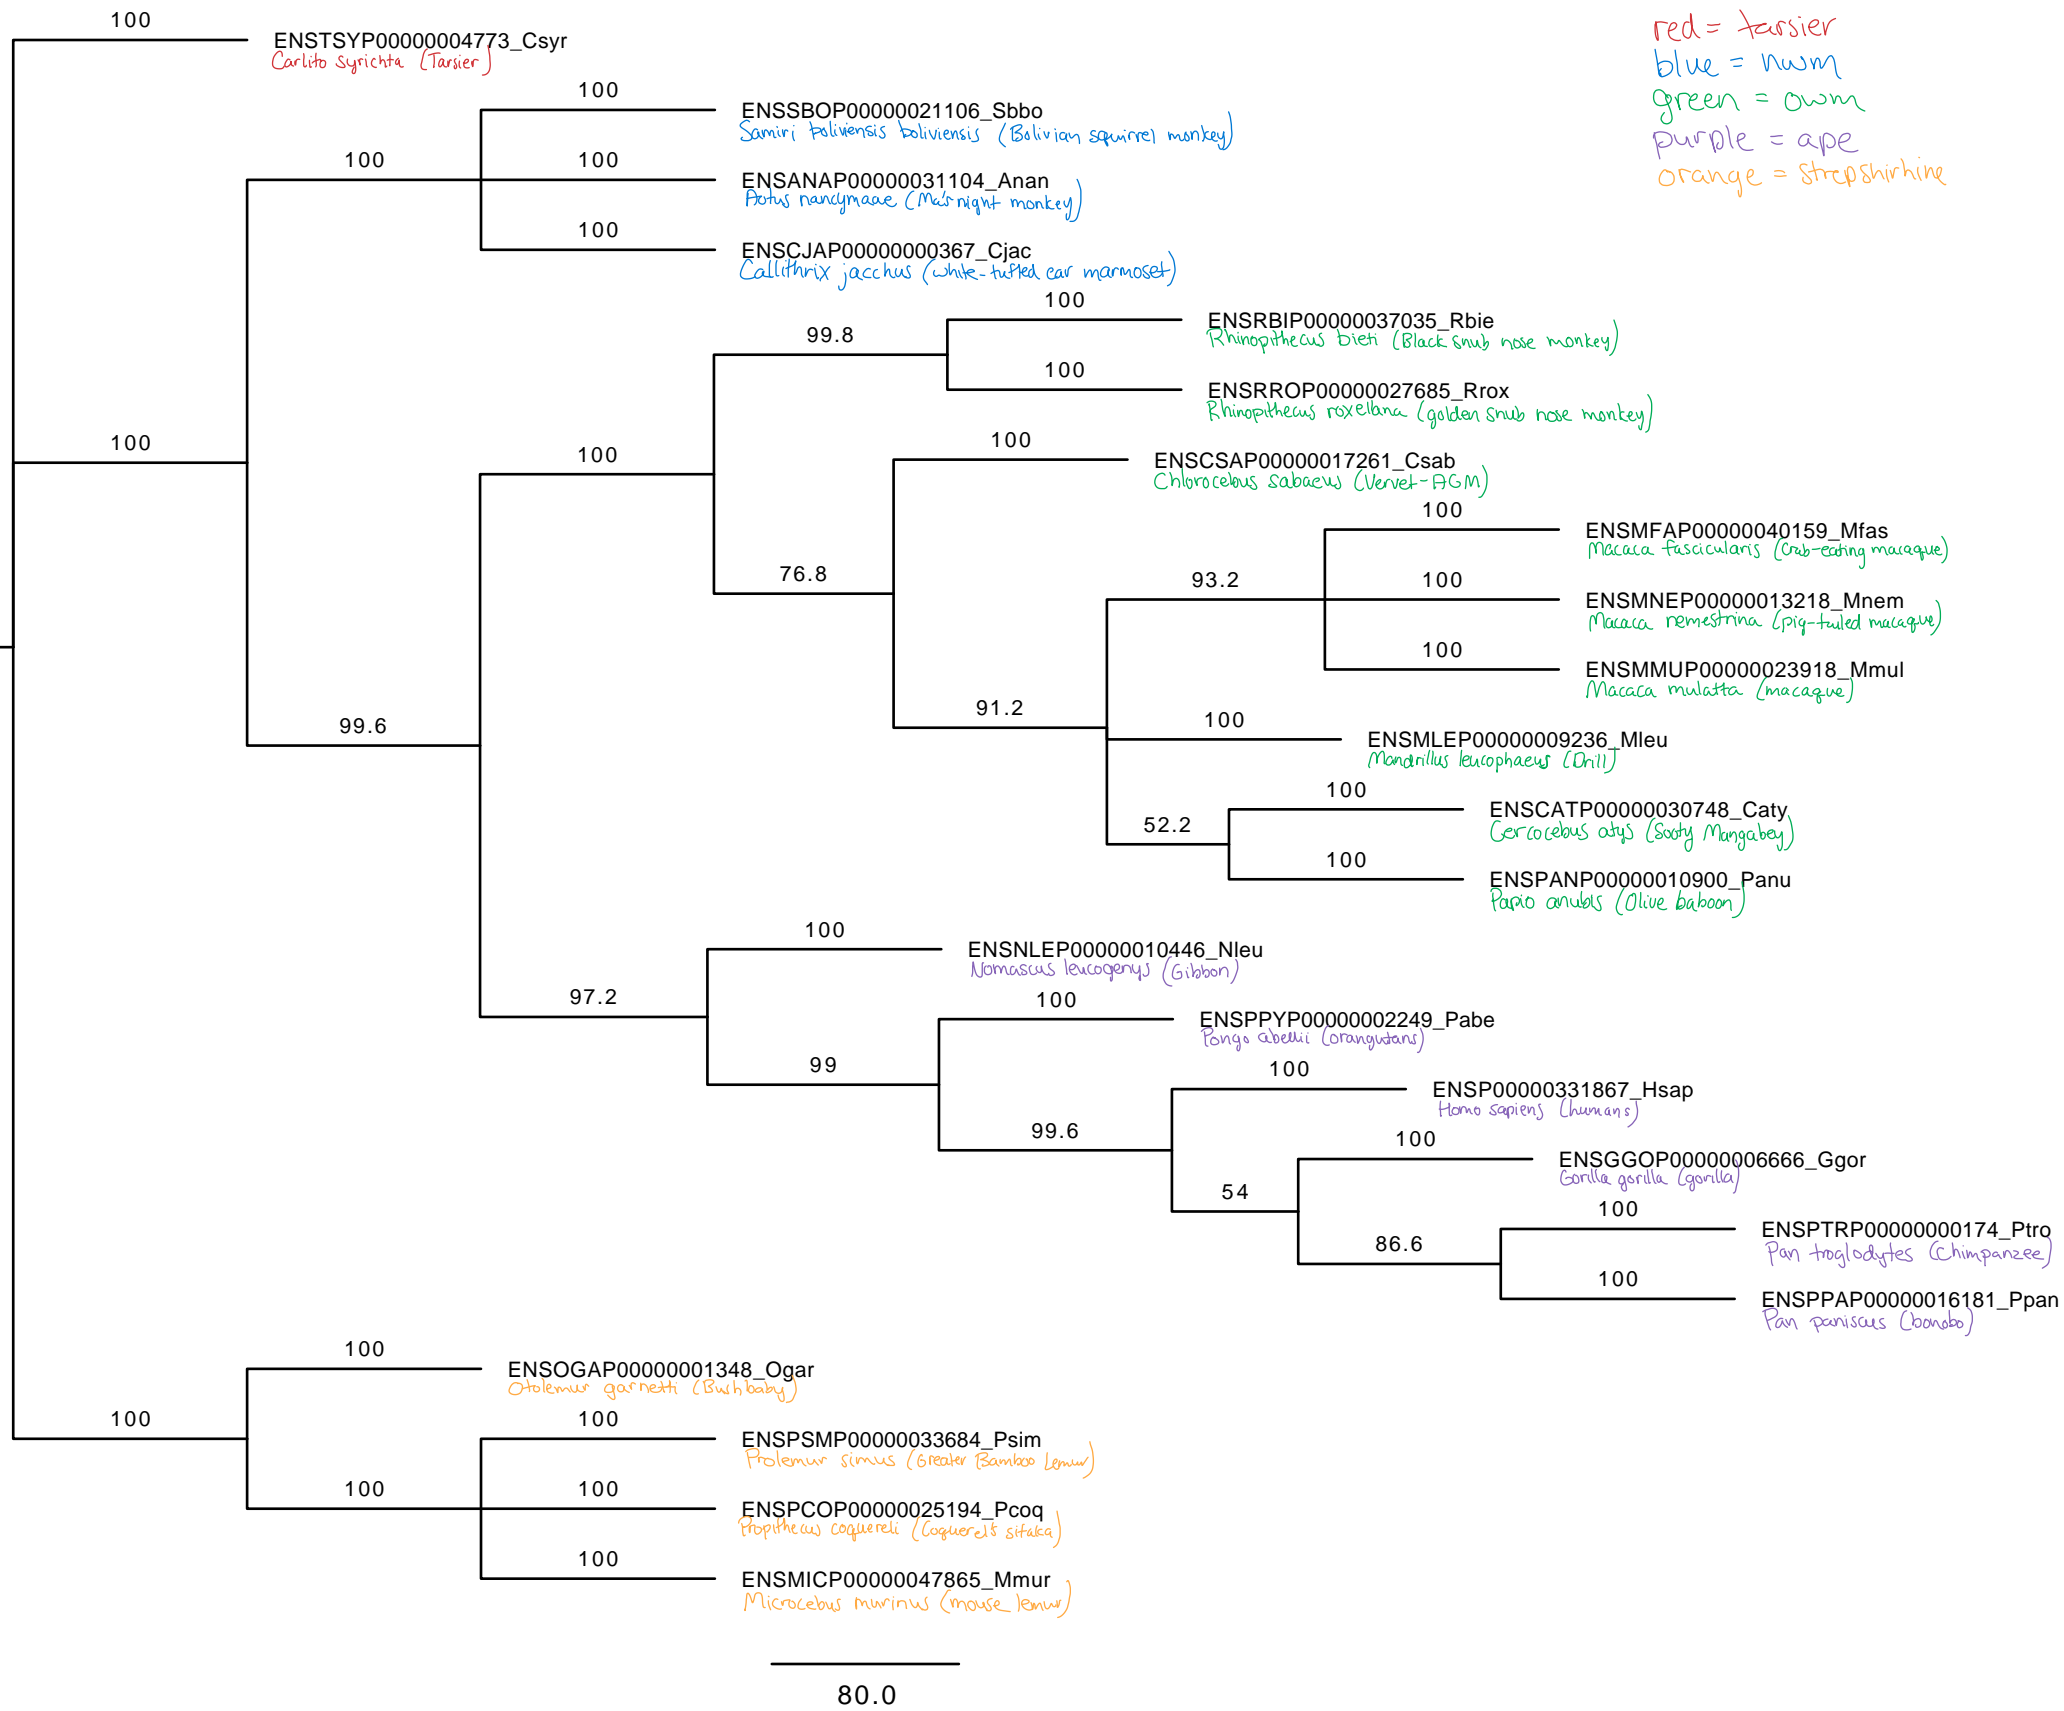 100
ENSTSYP00000004773_Csyr
Carlito syrichta (Tarsier)
red = tarsier
blue = nwm
green = owm
purple = ape
orange = strepshirhine
100
ENSSBOP00000021106_Sbbo
Samiri boliviensis boliviensis (Bolivian squirrel monkey)
100
100
ENSANAP00000031104_Anan
Aotus nancymaae (Ma's night monkey)
100
ENSCJAP00000000367_Cjac
Callithrix jacchus (white-tufted ear marmoset)
100
ENSRBIP00000037035_Rbie
Rhinopithecus bieti (Black snub nose monkey)
99.8
100
ENSRROP00000027685_Rrox
Rhinopithecus roxellana (golden snub nose monkey)
100
100
100
ENSCSAP00000017261_Csab
Chlorocebus sabaeus (Vervet-AGM)
100
ENSMFAP00000040159_Mfas
Macaca fascicularis (Crab-eating macaque)
76.8
93.2
100
ENSMNEP00000013218_Mnem
Macaca nemestrina (pig-tailed macaque)
100
ENSMMUP00000023918_Mmul
Macaca mulatta (macaque)
99.6
91.2
100
ENSMLEP00000009236_Mleu
Mandrillus leucophaeus (Drill)
100
ENSCATP00000030748_Caty
Cercocebus atys (Sooty Mangabey)
52.2
100
ENSPANP00000010900_Panu
Papio anubis (Olive baboon)
100
ENSNLEP00000010446_Nleu
Nomascus leucogenys (Gibbon)
97.2
100
ENSPPYP00000002249_Pabe
Pongo abellii (orangutans)
99
100
ENSP00000331867_Hsap
Homo sapiens (humans)
99.6
100
ENSGGOP00000006666_Ggor
Gorilla gorilla (gorilla)
54
100
ENSPTRP00000000174_Ptro
Pan troglodytes (Chimpanzee)
86.6
100
ENSPPAP00000016181_Ppan
Pan paniscus (bonobo)
100
ENSOGAP00000001348_Ogar
Otolemur garnetti (Bushbaby)
100
100
ENSPSMP00000033684_Psim
Prolemur simus (Greater Bamboo Lemur)
100
100
ENSPCOP00000025194_Pcoq
Propithecus coquereli (Coquerel's sifaka)
100
ENSMICP00000047865_Mmur
Microcebus murinus (mouse lemur)
80.0